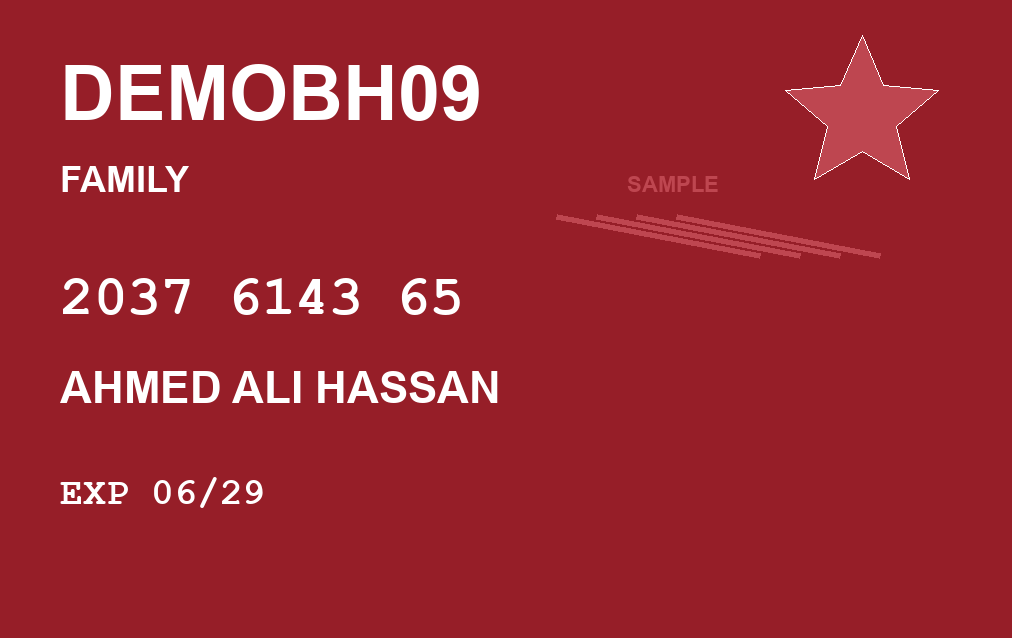 DEMOBH09
FAMILY
SAMPLE
2037 6143 65
AHMED ALI HASSAN
EXP 06/29